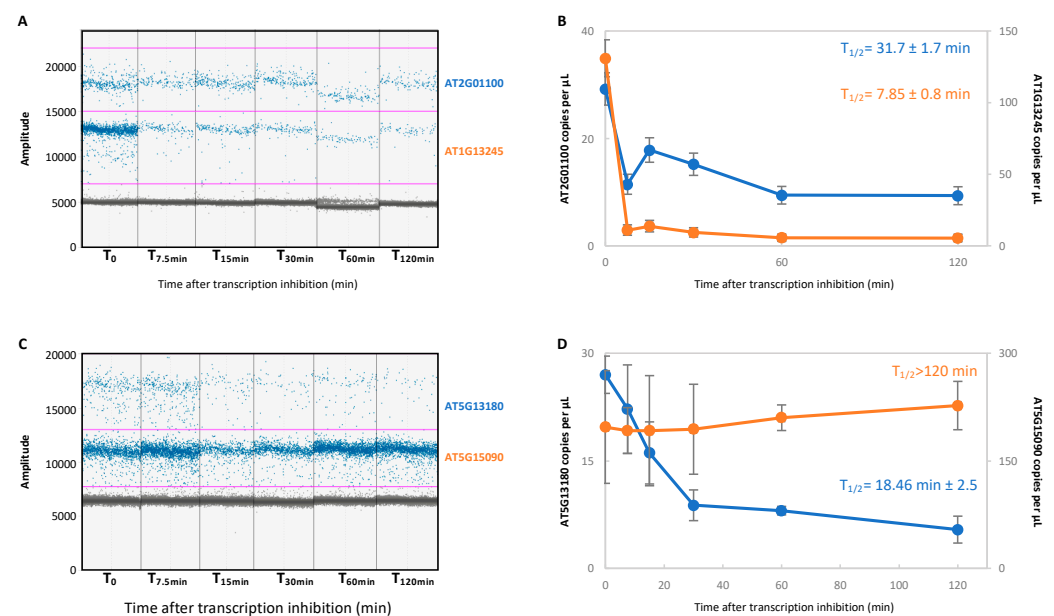 A
Amplitude
20000
15000
10000
5000
0
AT2G01100
AT1G13245
T0 T7.5min T15min T30min T60min T120min
Time after transcription inhibition (min)
B
AT2G01100 copies per µL
40
20
0
T1/2= 31.7 ± 1.7 min
T1/2= 7.85 ± 0.8 min
150
100
50
0
AT1G13245 copies per µL
0 60 120
Time after transcription inhibition (min)
C
Amplitude
20000
15000
10000
5000
0
AT5G13180
AT5G15090
T0 T7.5min T15min T30min T60min T120min
Time after transcription inhibition (min)
D
AT5G13180 copies per µL
30
15
0
T1/2>120 min
T1/2= 18.46 min ± 2.5
300
150
0
AT5G15090 copies per µL
0 20 40 60 80 100 120
Time after transcription inhibition (min)